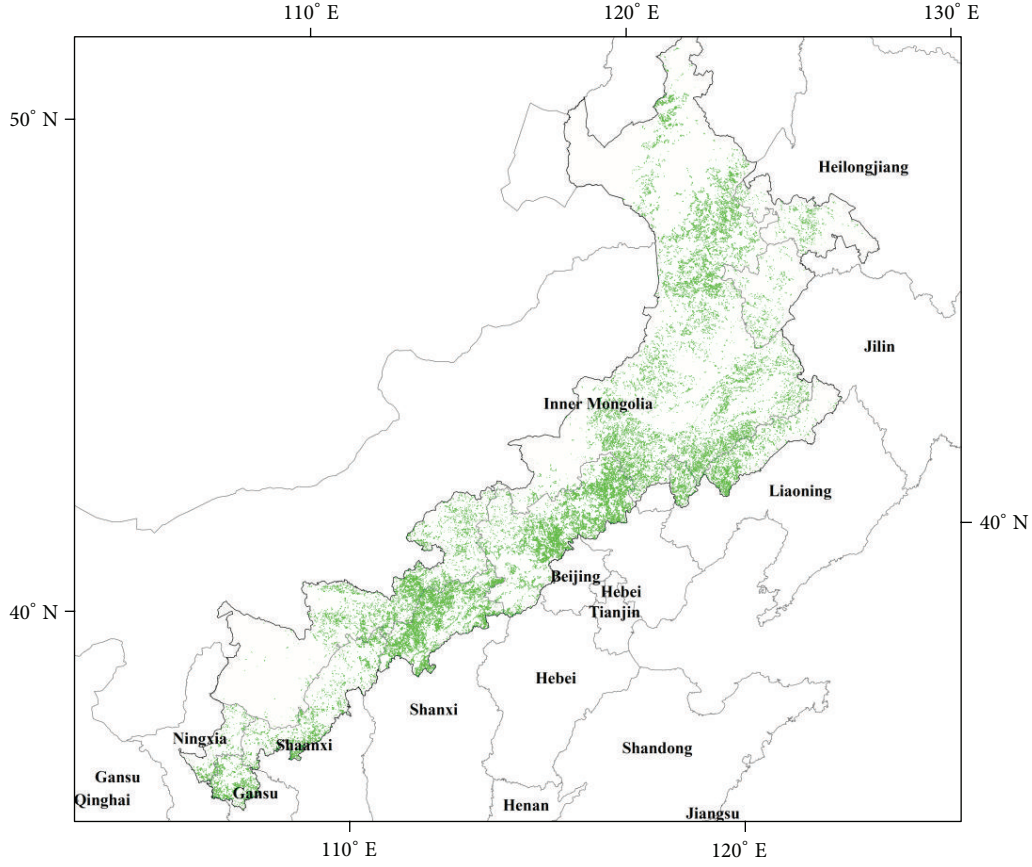 110° E
120° E
130° E
50° N
Heilongjiang
Jilin
Inner Mongolia
Liaoning
40° N
Beijing
Hebei
Tianjin
40° N
Hebei
Shanxi
Ningxia
Shaanxi
Shandong
Gansu
Gansu
Qinghai
Henan
Jiangsu
110° E
120° E